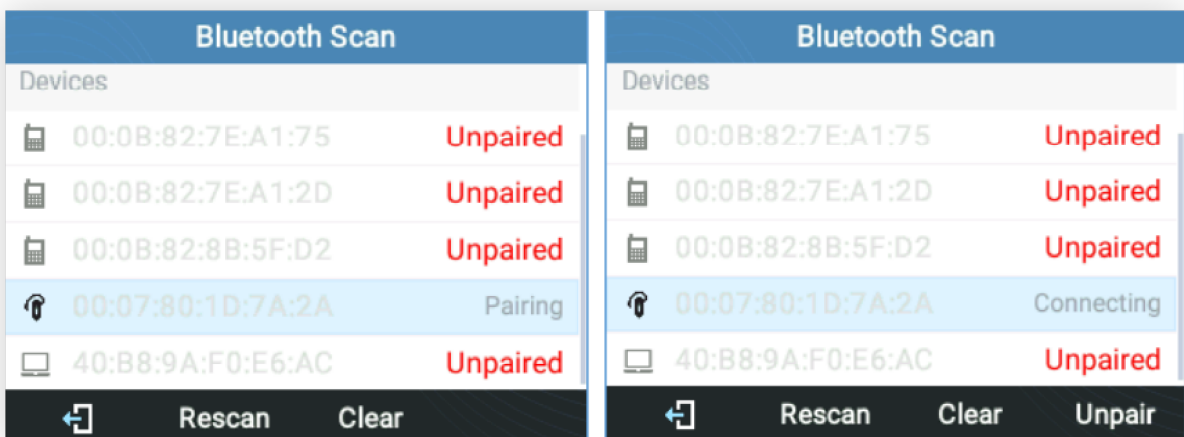 Bluetooth Scan
Devices
00:0B:82:7E:A1:75 Unpaired
00:0B:82:7E:A1:2D Unpaired
00:0B:82:8B:5F:D2 Unpaired
00:07:80:1D:7A:2A Pairing
40:B8:9A:F0:E6:AC Unpaired
Rescan Clear
Bluetooth Scan
Devices
00:0B:82:7E:A1:75 Unpaired
00:0B:82:7E:A1:2D Unpaired
00:0B:82:8B:5F:D2 Unpaired
00:07:80:1D:7A:2A Connecting
40:B8:9A:F0:E6:AC Unpaired
Rescan Clear Unpair